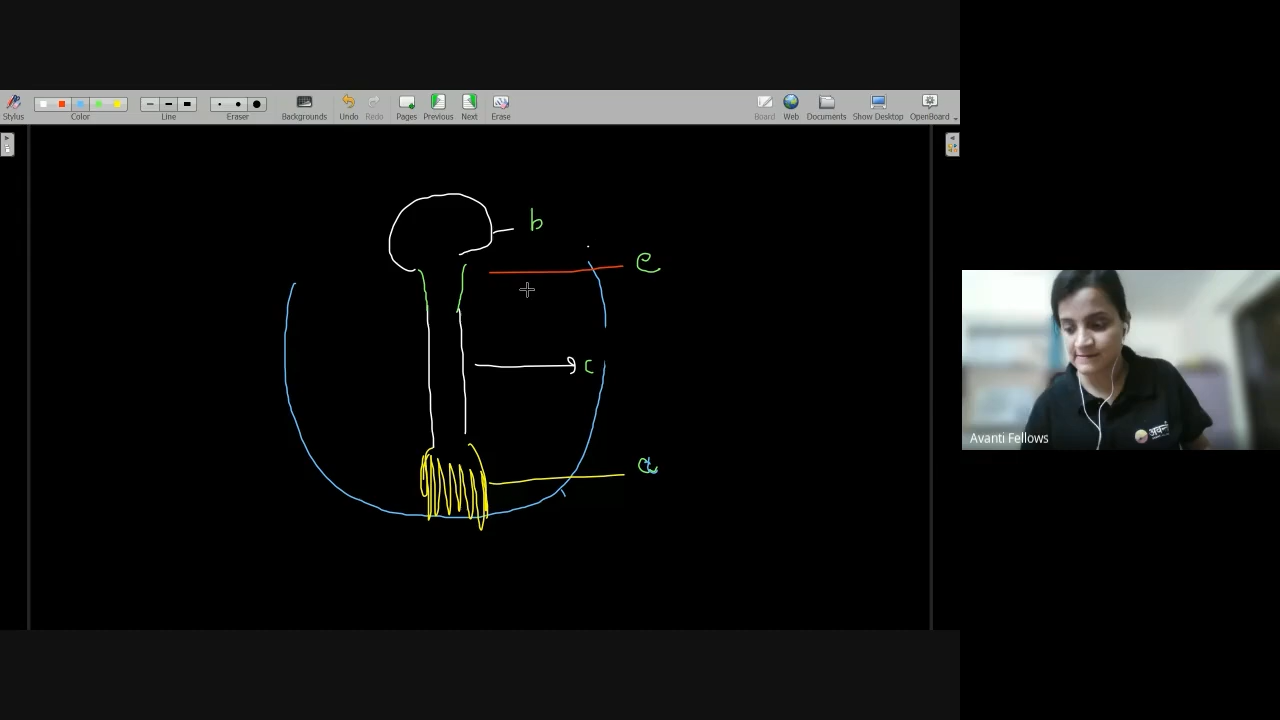 Stylus
Color
Line
Eraser
Backgrounds
Undo
Redo
Pages
Previous
Next
Erase
Board
Web
Documents
Show Desktop
OpenBoard
b
e
c
a
अवन्ती
Avanti Fellows